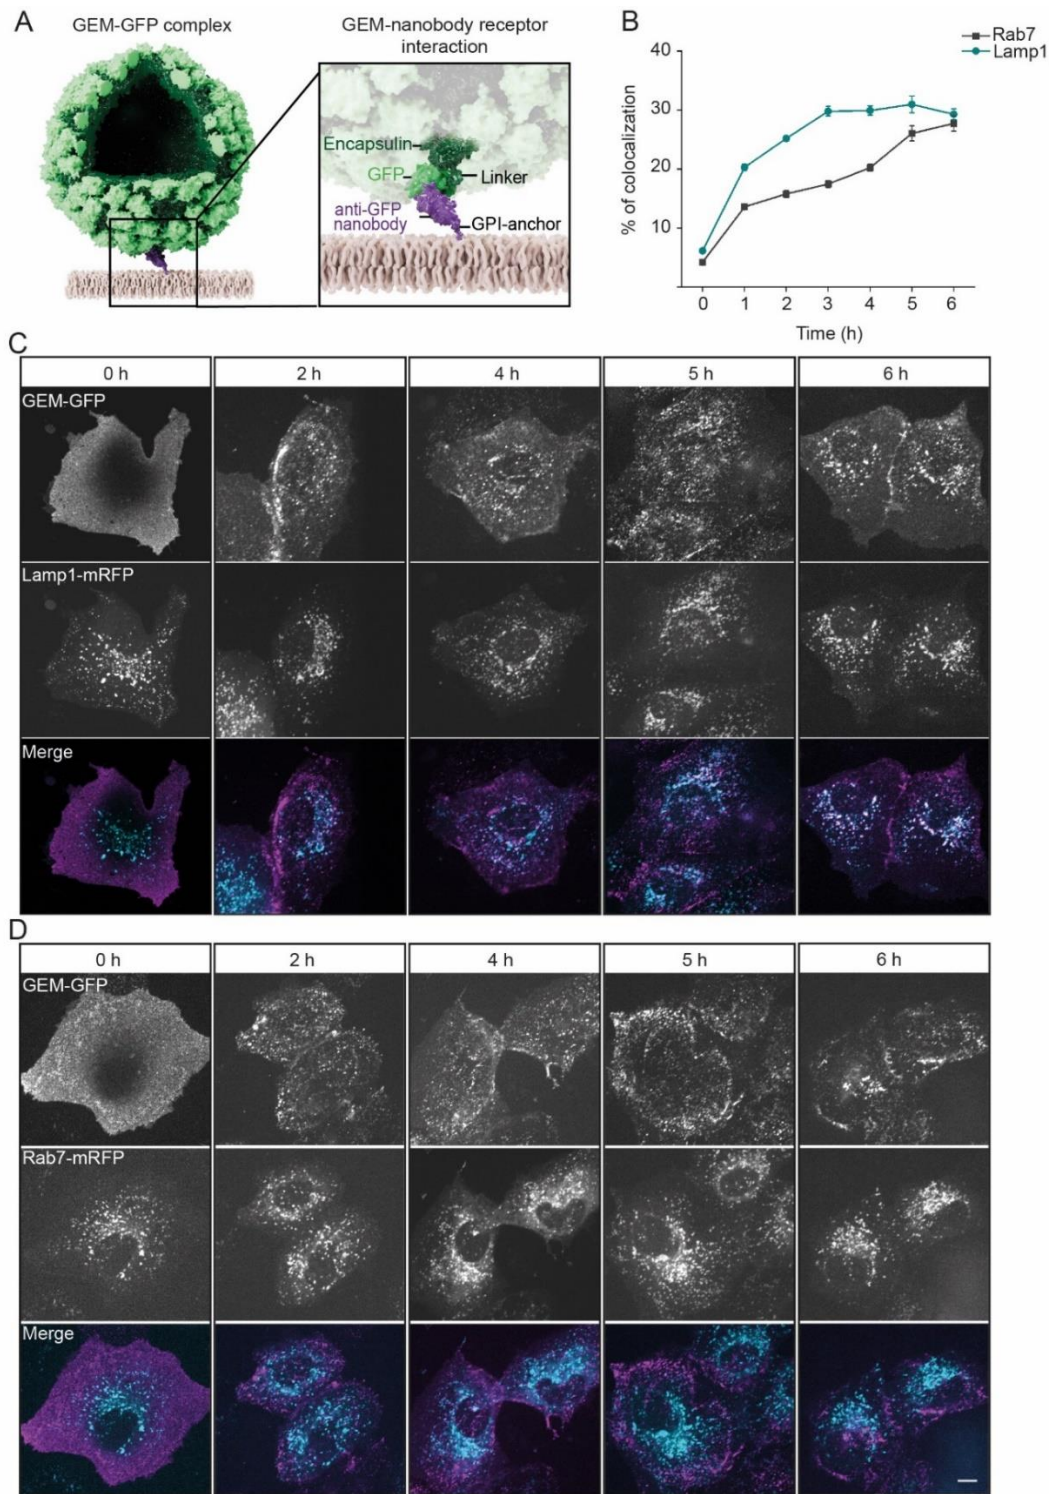 A
GEM-GFP complex
GEM-nanobody receptor
interaction
Encapsulin
GFP
Linker
anti-GFP
nanobody
GPI-anchor
B
Rab7
Lamp1
% of colocalization
40
30
20
10
0 1 2 3 4 5 6
Time (h)
C
0 h 2 h 4 h 5 h 6 h
GEM-GFP
Lamp1-mRFP
Merge
D
0 h 2 h 4 h 5 h 6 h
GEM-GFP
Rab7-mRFP
Merge